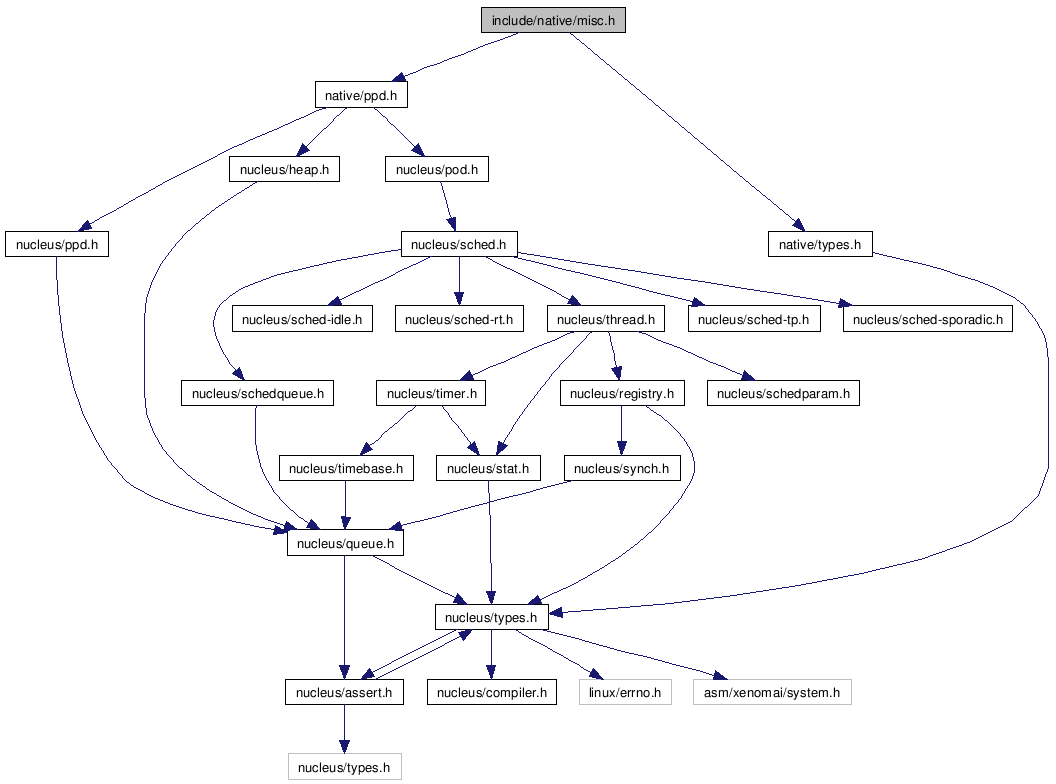 include/native/misc.h
native/ppd.h
nucleus/heap.h
nucleus/pod.h
nucleus/ppd.h
nucleus/sched.h
native/types.h
nucleus/sched-idle.h
nucleus/sched-rt.h
nucleus/thread.h
nucleus/sched-tp.h
nucleus/sched-sporadic.h
nucleus/schedqueue.h
nucleus/timer.h
nucleus/registry.h
nucleus/schedparam.h
nucleus/timebase.h
nucleus/stat.h
nucleus/synch.h
nucleus/queue.h
nucleus/types.h
nucleus/assert.h
nucleus/compiler.h
linux/errno.h
asm/xenomai/system.h
nucleus/types.h